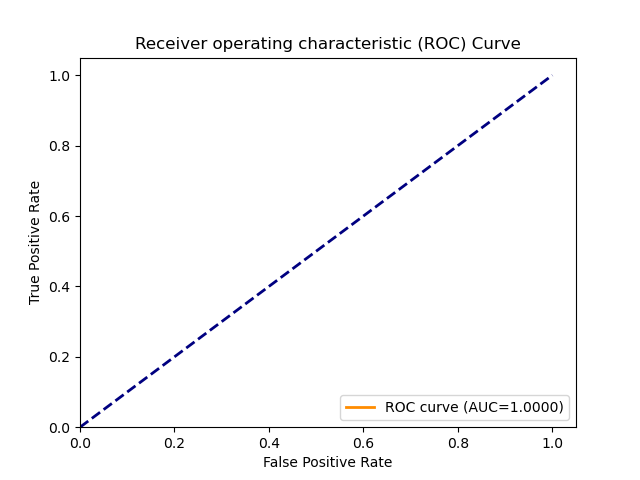 Receiver operating characteristic (ROC) Curve
1.0
0.8
0.6
0.4
0.2
0.0
True Positive Rate
ROC curve (AUC=1.0000)
0.0 0.2 0.4 0.6 0.8 1.0
False Positive Rate